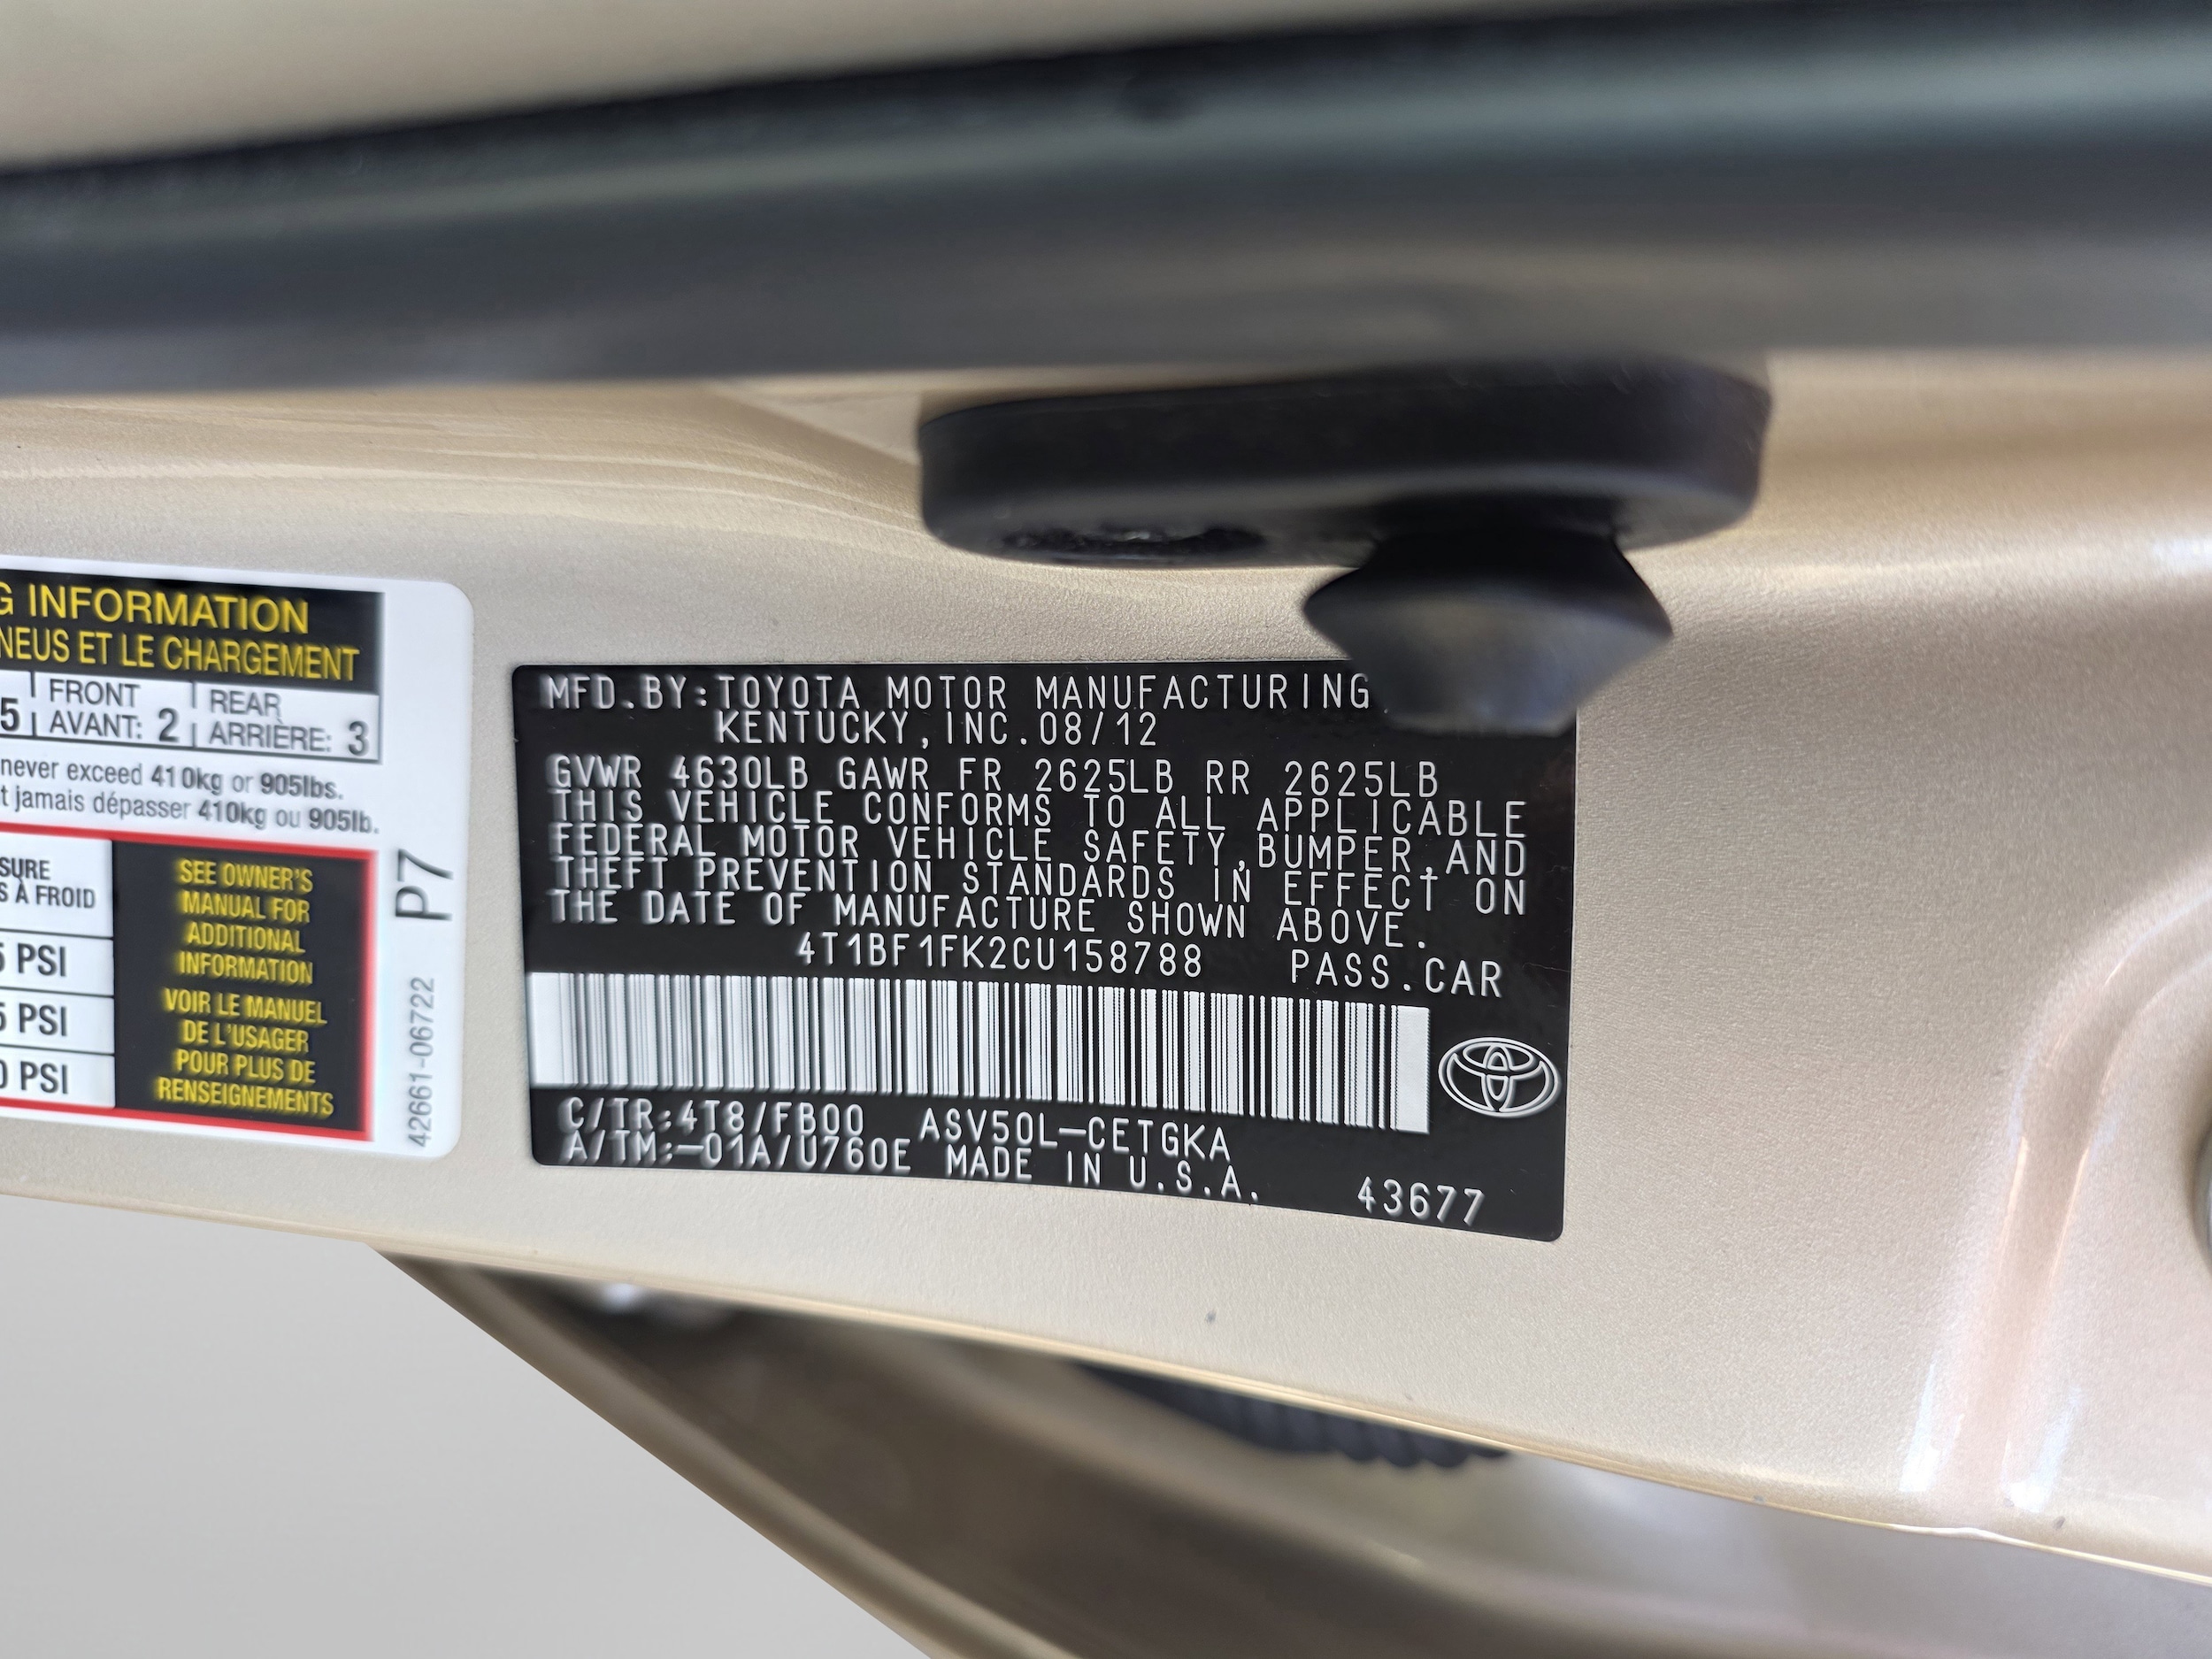 G INFORMATION
NEUS ET LE CHARGEMENT
5 FRONT AVANT: 2 REAR ARRIÈRE: 3
never exceed 410kg or 905lbs.
t jamais dépasser 410kg ou 905lb.
SURE
S À FROID
5 PSI
5 PSI
0 PSI
SEE OWNER'S
MANUAL FOR
ADDITIONAL
INFORMATION
VOIR LE MANUEL
DE L'USAGER
POUR PLUS DE
RENSEIGNEMENTS
P7
42661-06722
MFD.BY:TOYOTA MOTOR MANUFACTURING
KENTUCKY,INC.08/12
GVWR 4630LB GAWR FR 2625LB RR 2625LB
THIS VEHICLE CONFORMS TO ALL APPLICABLE
FEDERAL MOTOR VEHICLE SAFETY,BUMPER,AND
THEFT PREVENTION STANDARDS IN EFFECT ON
THE DATE OF MANUFACTURE SHOWN ABOVE.
4T1BF1FK2CU158788 PASS.CAR
C/TR:4T8/FB00 ASV50L-CETGKA
A/TM:-01A/U760E MADE IN U.S.A.
43677